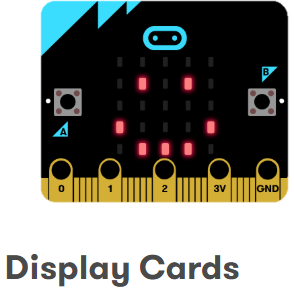 B
A
0 1 2 3V GND
Display Cards